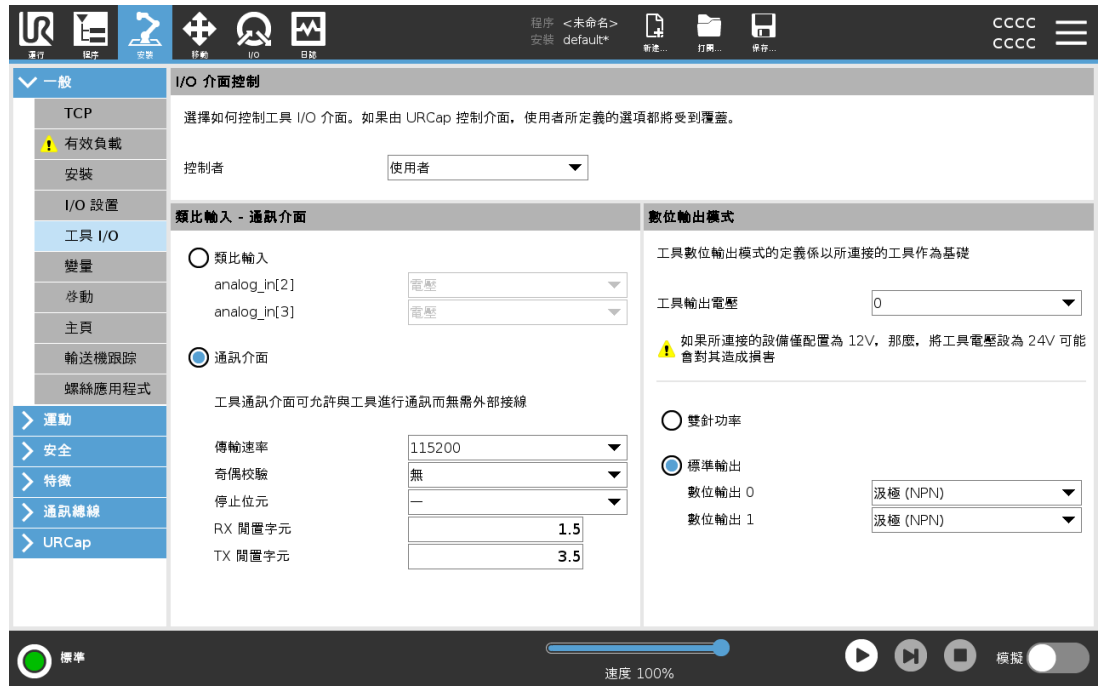 UR
運行
程序
安裝
移動
I/O
日誌
程序 <未命名>
安裝 default*
新建...
打開...
保存...
CCCC
CCCC
一般
TCP
有效負載
安裝
I/O 設置
工具 I/O
變量
啓動
主頁
輸送機跟踪
螺絲應用程式
運動
安全
特徵
通訊總線
URCap
I/O 介面控制
選擇如何控制工具 I/O 介面。如果由 URCap 控制介面，使用者所定義的選項都將受到覆蓋。
控制者 使用者
類比輸入 - 通訊介面
類比輸入
analog_in[2] 電壓
analog_in[3] 電壓
通訊介面
工具通訊介面可允許與工具進行通訊而無需外部接線
傳輸速率 115200
奇偶校驗 無
停止位元 一
RX 閒置字元 1.5
TX 閒置字元 3.5
數位輸出模式
工具數位輸出模式的定義係以所連接的工具作為基礎
工具輸出電壓 0
如果所連接的設備僅配置為 12V，那麼，將工具電壓設為 24V 可能
會對其造成損害
雙針功率
標準輸出
數位輸出 0 汲極 (NPN)
數位輸出 1 汲極 (NPN)
標準
速度 100%
模擬